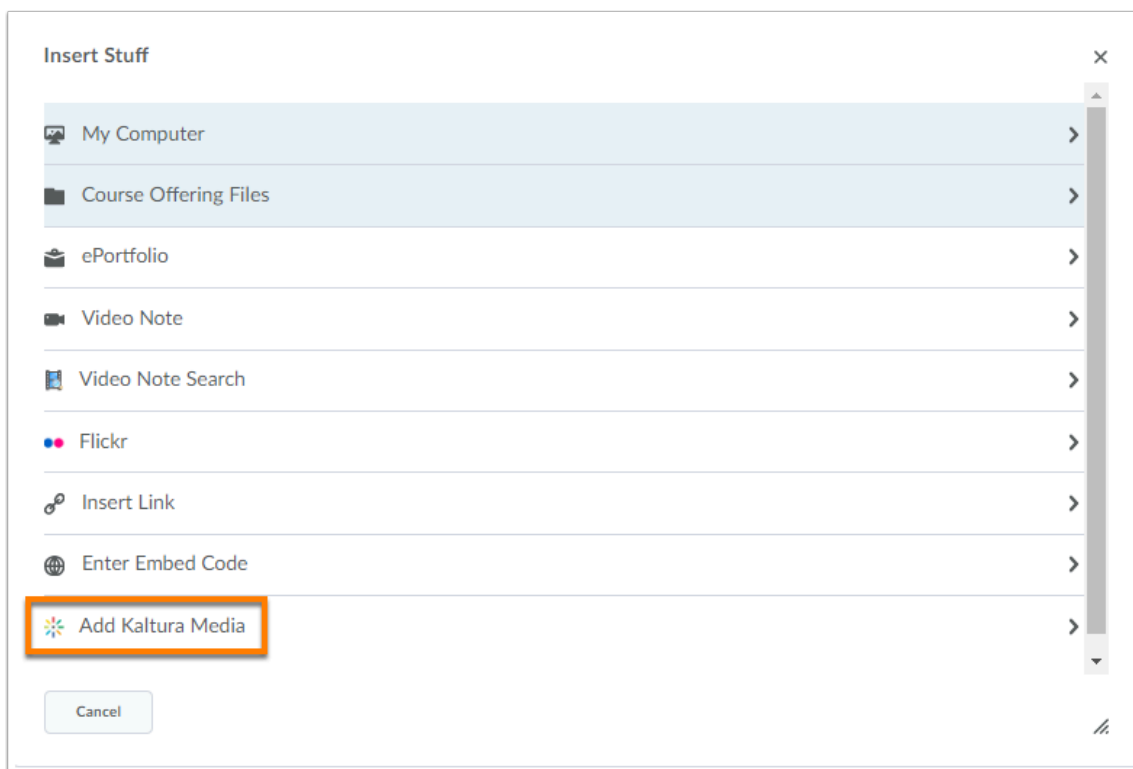 Insert Stuff
My Computer
Course Offering Files
ePortfolio
Video Note
Video Note Search
Flickr
Insert Link
Enter Embed Code
Add Kaltura Media
Cancel